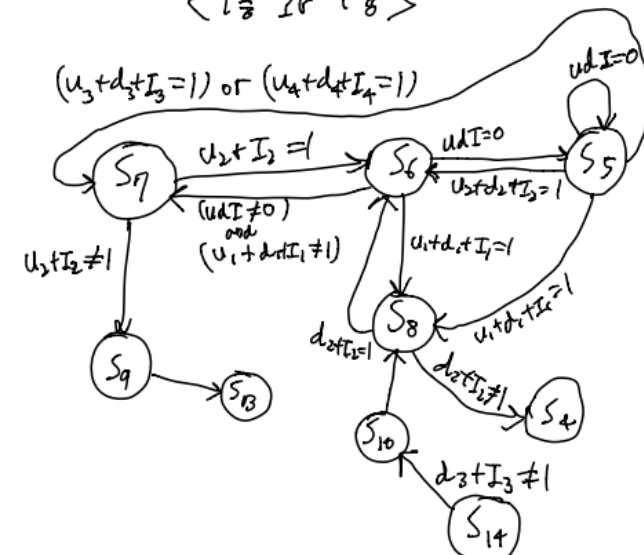 (u₃+d₃+I₃=1) or (u₄+d₄+I₄=1)
udI=0
u₂+I₂=1
udI=0
S₇
S₆
S₅
u₂+d₂+I₂=1
(udI≠0)
and
(u₁+d₁+I₁≠1)
u₂+I₂≠1
u₁+d₁+I₁=1
u₁+d₁+I₁=1
S₈
d₂+I₂=1
d₂+I₂≠1
S₉
S₁₃
S₁₀
d₃+I₃≠1
S₁₄